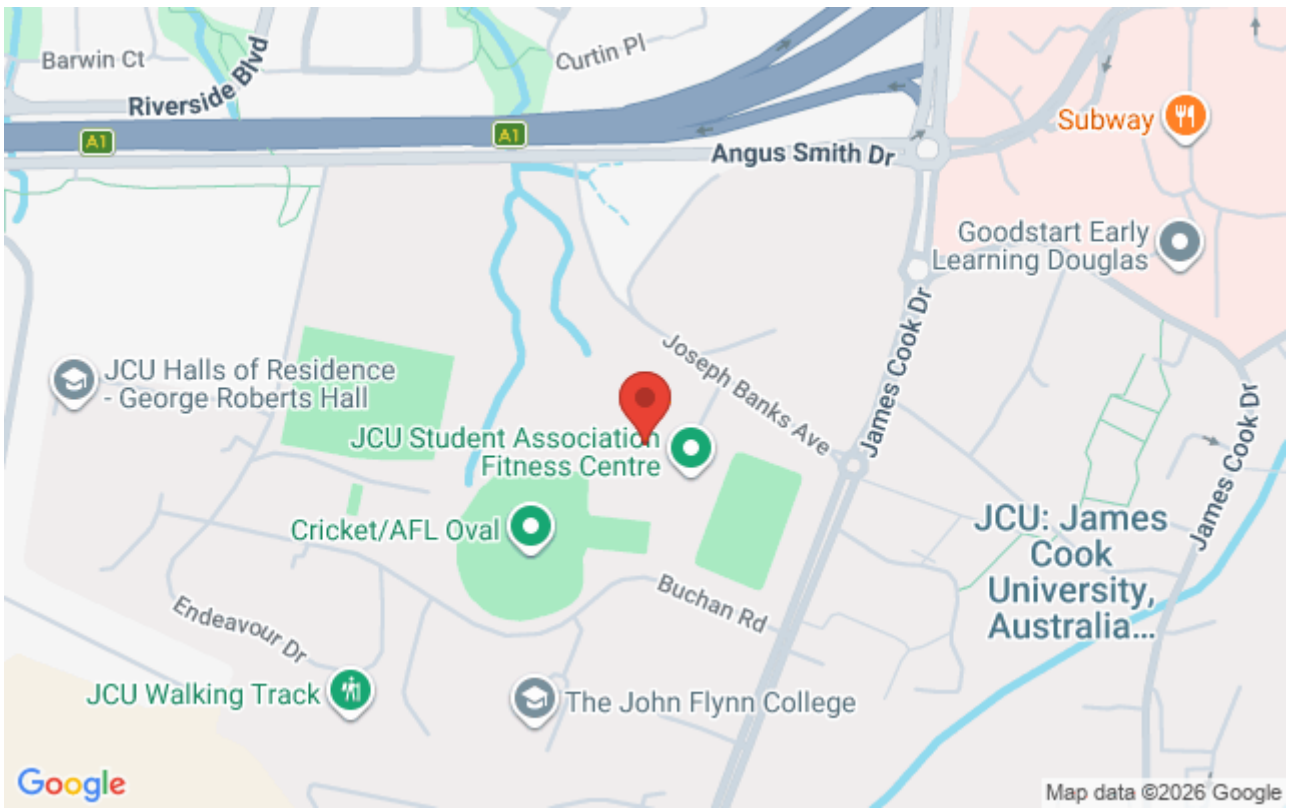 Barwin Ct
Riverside Blvd
Curtin Pl
A1
A1
Angus Smith Dr
Subway
Goodstart Early
Learning Douglas
James Cook Dr
Joseph Banks Ave
JCU Halls of Residence
- George Roberts Hall
JCU Student Association
Fitness Centre
James Cook Dr
Cricket/AFL Oval
JCU: James
Cook
University,
Australia...
Buchan Rd
Endeavour Dr
JCU Walking Track
The John Flynn College
Google
Map data ©2026 Google